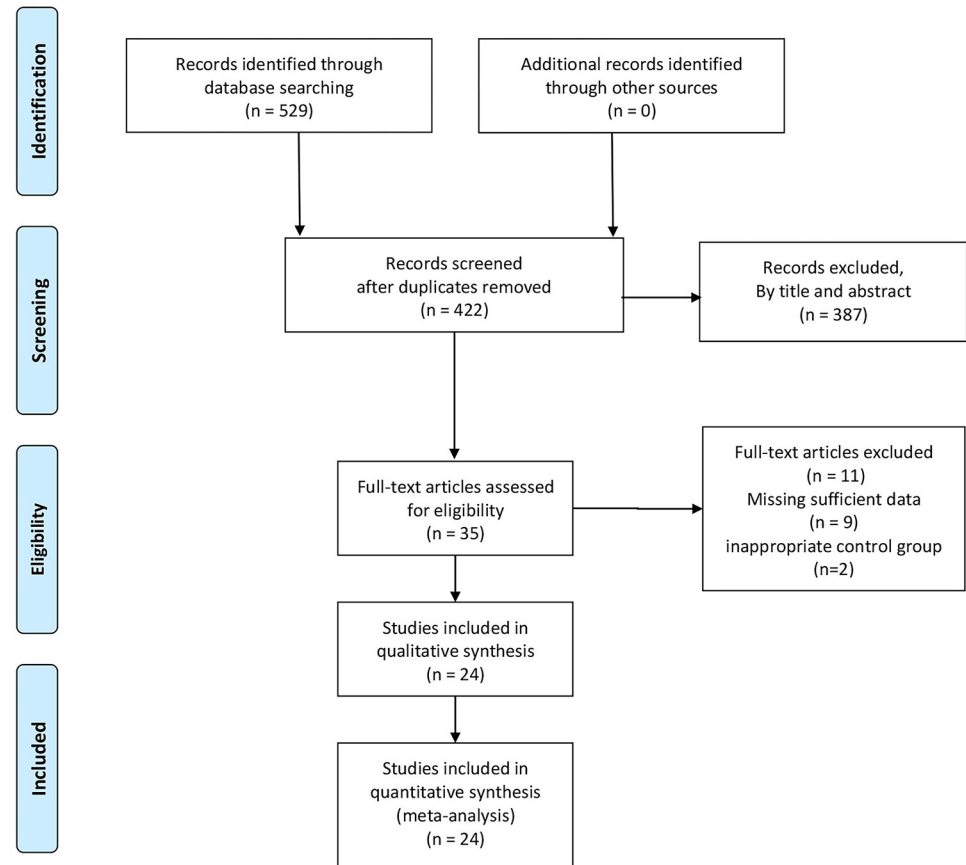 Identification
Records identified through
database searching
(n = 529)
Additional records identified
through other sources
(n = 0)
Screening
Records screened
after duplicates removed
(n = 422)
Records excluded,
By title and abstract
(n = 387)
Eligibility
Full-text articles assessed
for eligibility
(n = 35)
Full-text articles excluded
(n = 11)
Missing sufficient data
(n = 9)
inappropriate control group
(n=2)
Studies included in
qualitative synthesis
(n = 24)
Included
Studies included in
quantitative synthesis
(meta-analysis)
(n = 24)